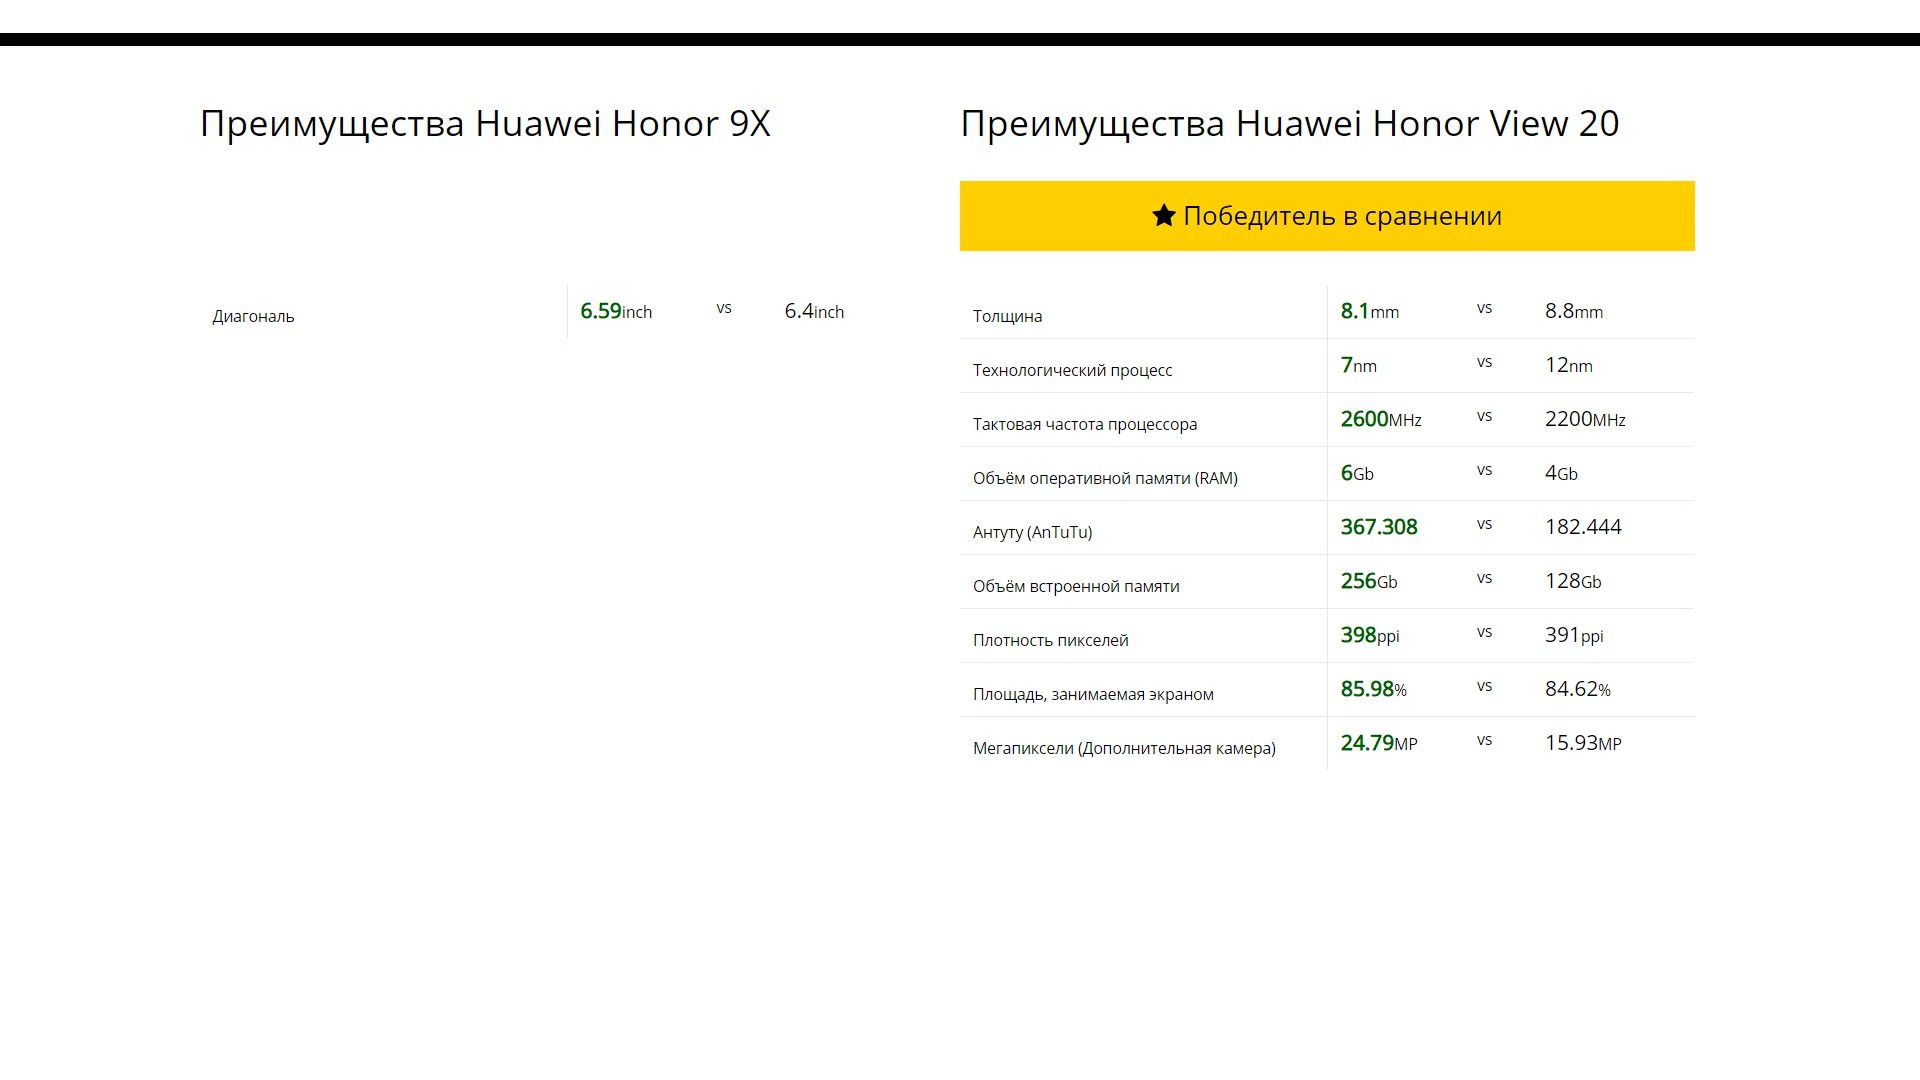 Преимущества Huawei Honor 9X
Диагональ 6.59inch vs 6.4inch
Преимущества Huawei Honor View 20
★ Победитель в сравнении
Толщина 8.1mm vs 8.8mm
Технологический процесс 7nm vs 12nm
Тактовая частота процессора 2600MHz vs 2200MHz
Объём оперативной памяти (RAM) 6Gb vs 4Gb
Антуту (AnTuTu) 367.308 vs 182.444
Объём встроенной памяти 256Gb vs 128Gb
Плотность пикселей 398ppi vs 391ppi
Площадь, занимаемая экраном 85.98% vs 84.62%
Мегапиксели (Дополнительная камера) 24.79MP vs 15.93MP